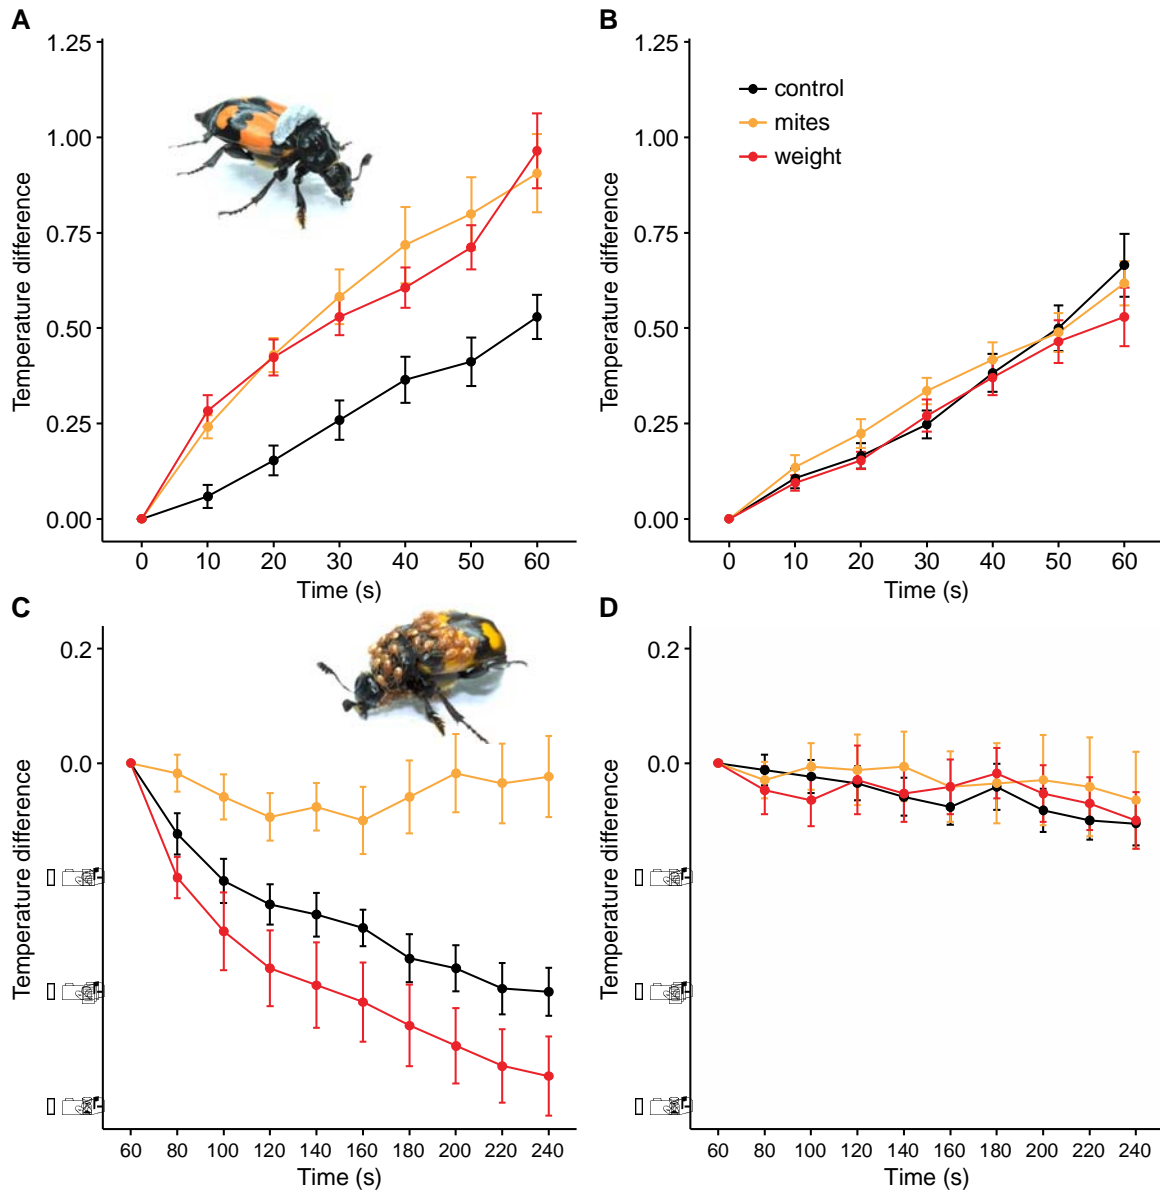 A
B
1.25
1.00
0.75
0.50
0.25
0.00
Temperature difference
0 10 20 30 40 50 60
Time (s)
1.25
1.00
0.75
0.50
0.25
0.00
Temperature difference
control
mites
weight
0 10 20 30 40 50 60
Time (s)
C
D
0.2
0.0
Temperature difference
60 80 100 120 140 160 180 200 220 240
Time (s)
0.2
0.0
Temperature difference
60 80 100 120 140 160 180 200 220 240
Time (s)